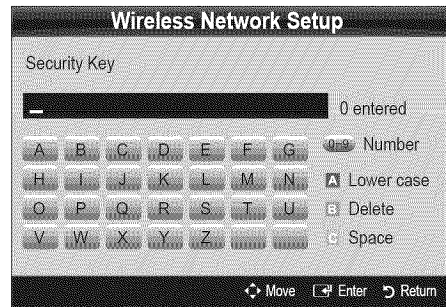 Wireless Network Setup
Security Key
0 entered
A B C D E F G 0~9 Number
H I J K L M N A Lower case
O P Q R S T U B Delete
V W X Y Z C Space
Move Enter Return